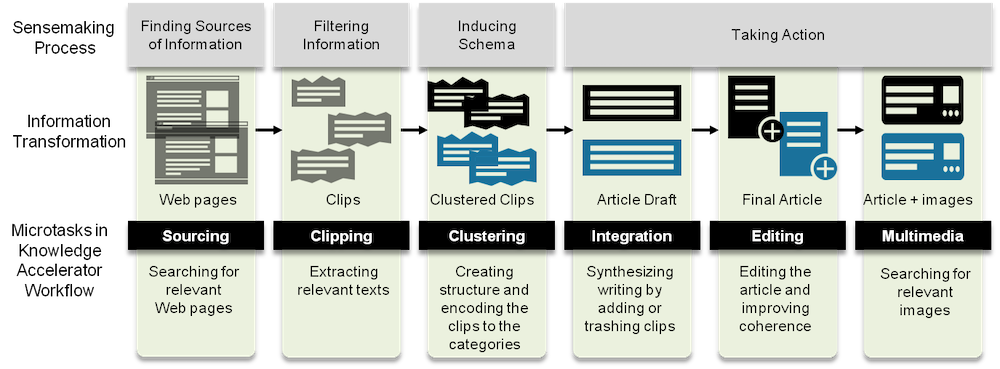 Sensemaking
Process
Finding Sources
of Information
Filtering
Information
Inducing
Schema
Taking Action
Information
Transformation
Web pages
Clips
Clustered Clips
Article Draft
Final Article
Article + images
Microtasks in
Knowledge
Accelerator
Workflow
Sourcing
Clipping
Clustering
Integration
Editing
Multimedia
Searching for
relevant
Web pages
Extracting
relevant texts
Creating
structure and
encoding the
clips to the
categories
Synthesizing
writing by
adding or
trashing clips
Editing the
article and
improving
coherence
Searching for
relevant
images